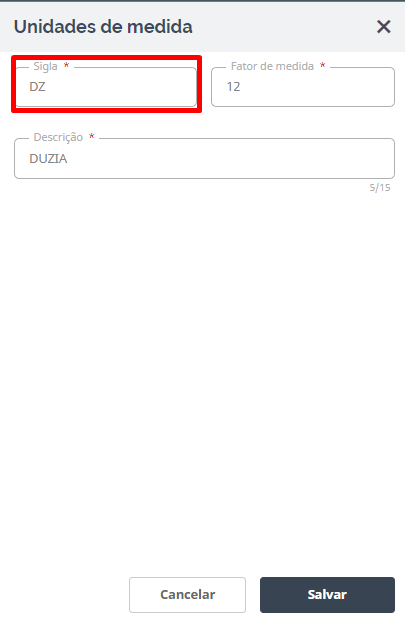 Unidades de medida
Sigla *
Fator de medida *
DZ
12
Descrição *
DUZIA
5/15
Cancelar
Salvar